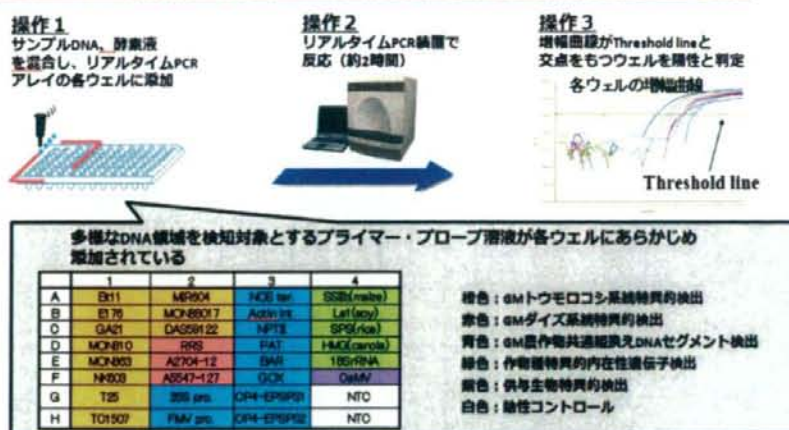 操作1
サンプルDNA、酵素液
を混合し、リアルタイムPCR
アレイの各ウェルに添加
操作2
リアルタイムPCR装置で
反応（約2時間）
操作3
増幅曲線がThreshold lineと
交点をもつウェルを陽性と判定
各ウェルの増幅曲線
Threshold line
多様なDNA領域を検知対象とするプライマー・プローブ溶液が各ウェルにあらかじめ
添加されている
1 2 3 4
A Bt11 MIR604 NOS ter. SSIIb(maize)
B E176 MON88017 Actin int. Le1(soy)
C GA21 DAS59122 NPTII SPS(rice)
D MON810 RRS PAT HMG(canola)
E MON863 A2704-12 BAR 18SrRNA
F NK603 A5547-127 GOX CaMV
G T25 35S pro. CP4-EPSPS1 NTC
H TC1507 FMV pro. CP4-EPSPS2 NTC
橙色：GMトウモロコシ系統特異的検出
赤色：GMダイズ系統特異的検出
青色：GM農作物共通組換えDNAセグメント検出
緑色：作物種特異的内在性遺伝子検出
紫色：供与生物特異的検出
白色：陰性コントロール